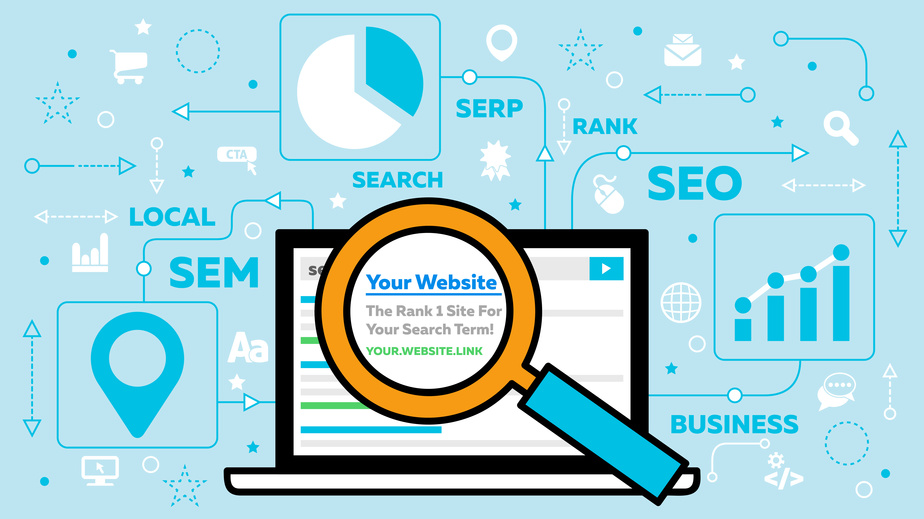 SERP
RANK
CTA
SEARCH
SEO
LOCAL
SEM
Your Website
The Rank 1 Site For
Your Search Term!
YOUR.WEBSITE.LINK
Aa
BUSINESS
</>